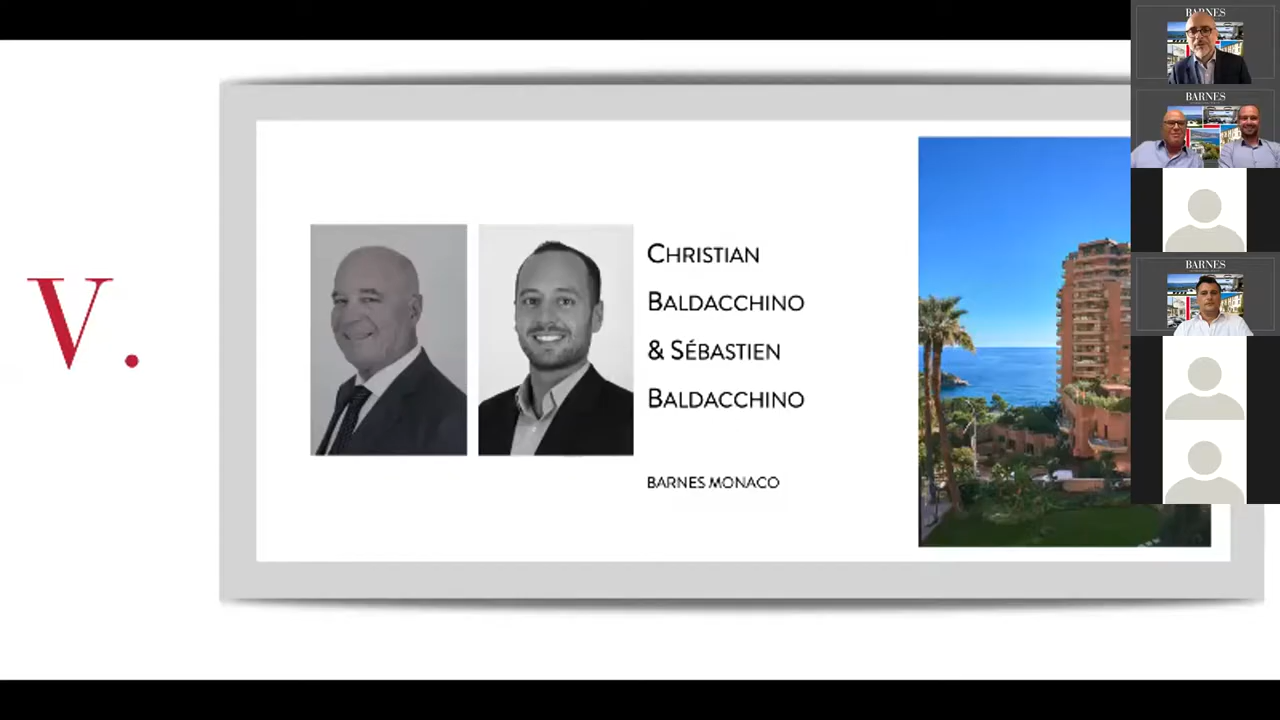 V.
CHRISTIAN
BALDACCHINO
& SÉBASTIEN
BALDACCHINO
BARNES MONACO
BARNES
BARNES
BARNES